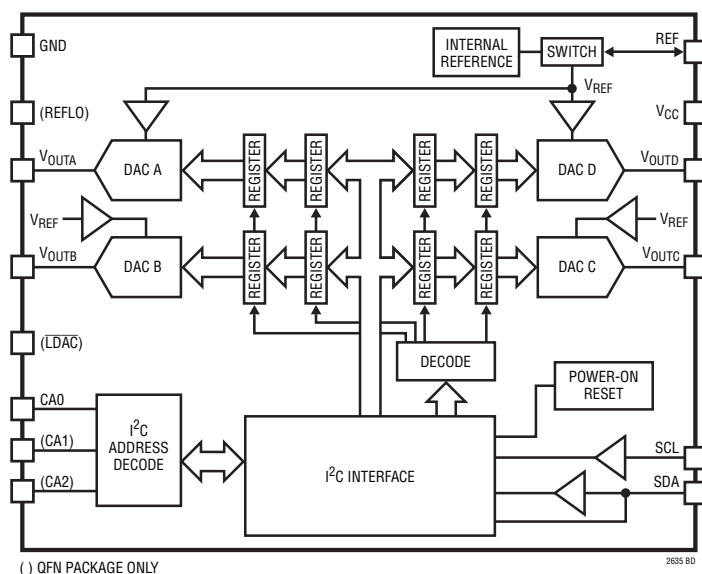 GND
INTERNAL
REFERENCE
SWITCH
REF
(REFLO)
VREF
VCC
VOUTA
DAC A
REGISTER
REGISTER
REGISTER
REGISTER
DAC D
VOUTD
VREF
VREF
VOUTB
DAC B
REGISTER
REGISTER
REGISTER
REGISTER
DAC C
VOUTC
(LDAC)
DECODE
POWER-ON
RESET
CA0
(CA1)
(CA2)
I2C
ADDRESS
DECODE
I2C INTERFACE
SCL
SDA
( ) QFN PACKAGE ONLY
2635 BD